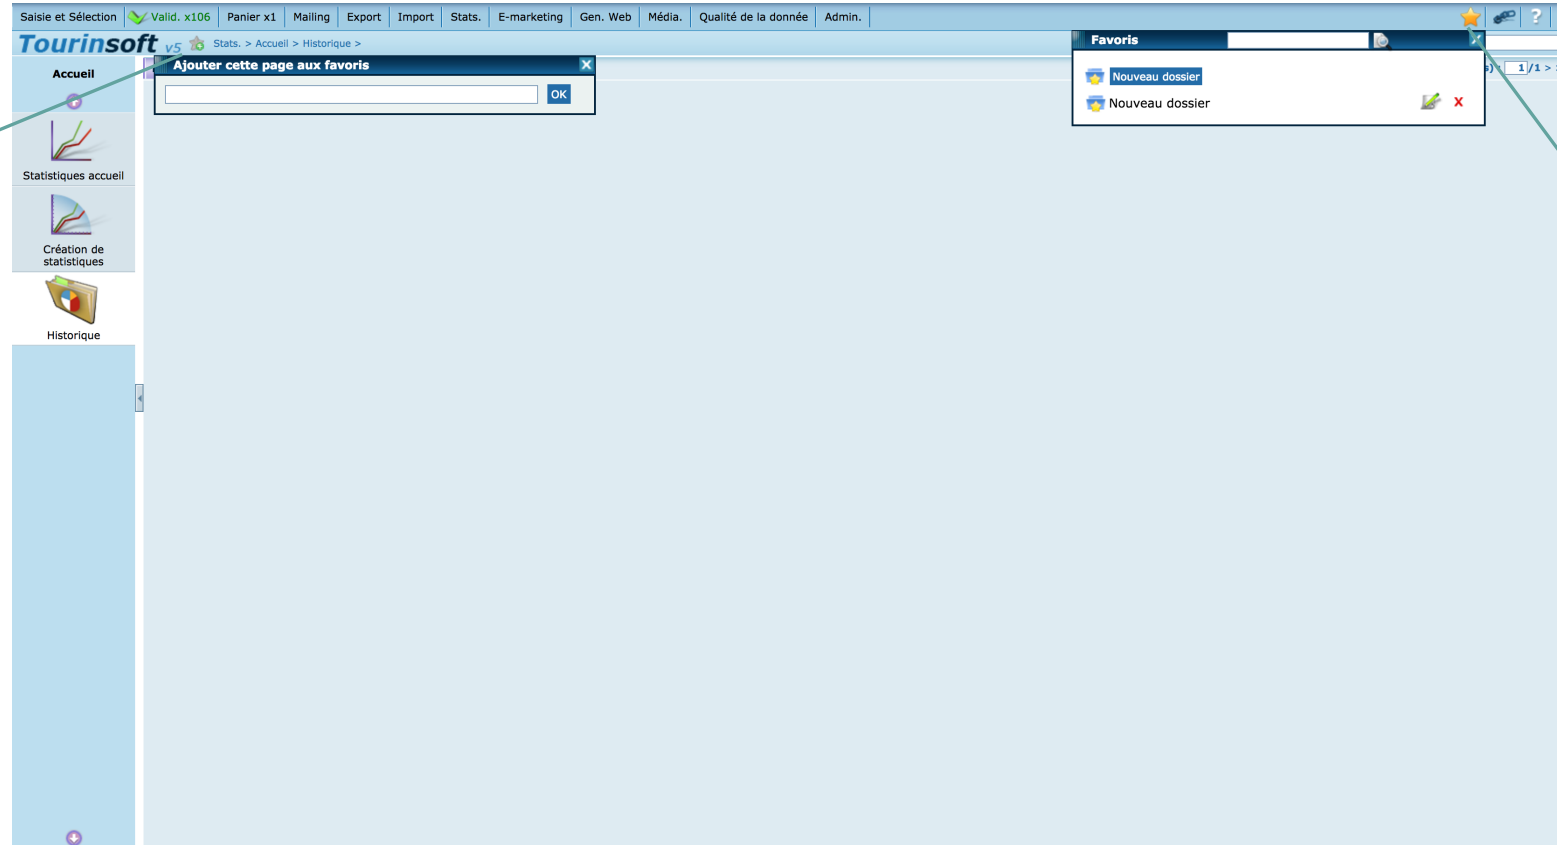 Saisie et Sélection Valid. x106 Panier x1 Mailing Export Import Stats. E-marketing Gen. Web Média. Qualité de la donnée Admin. ?
Tourinsoft v5 Stats. > Accueil > Historique >
Favoris X
Accueil
Ajouter cette page aux favoris X
1 /1 >
Nouveau dossier
OK
Nouveau dossier X
Statistiques accueil
Création de
statistiques
Historique